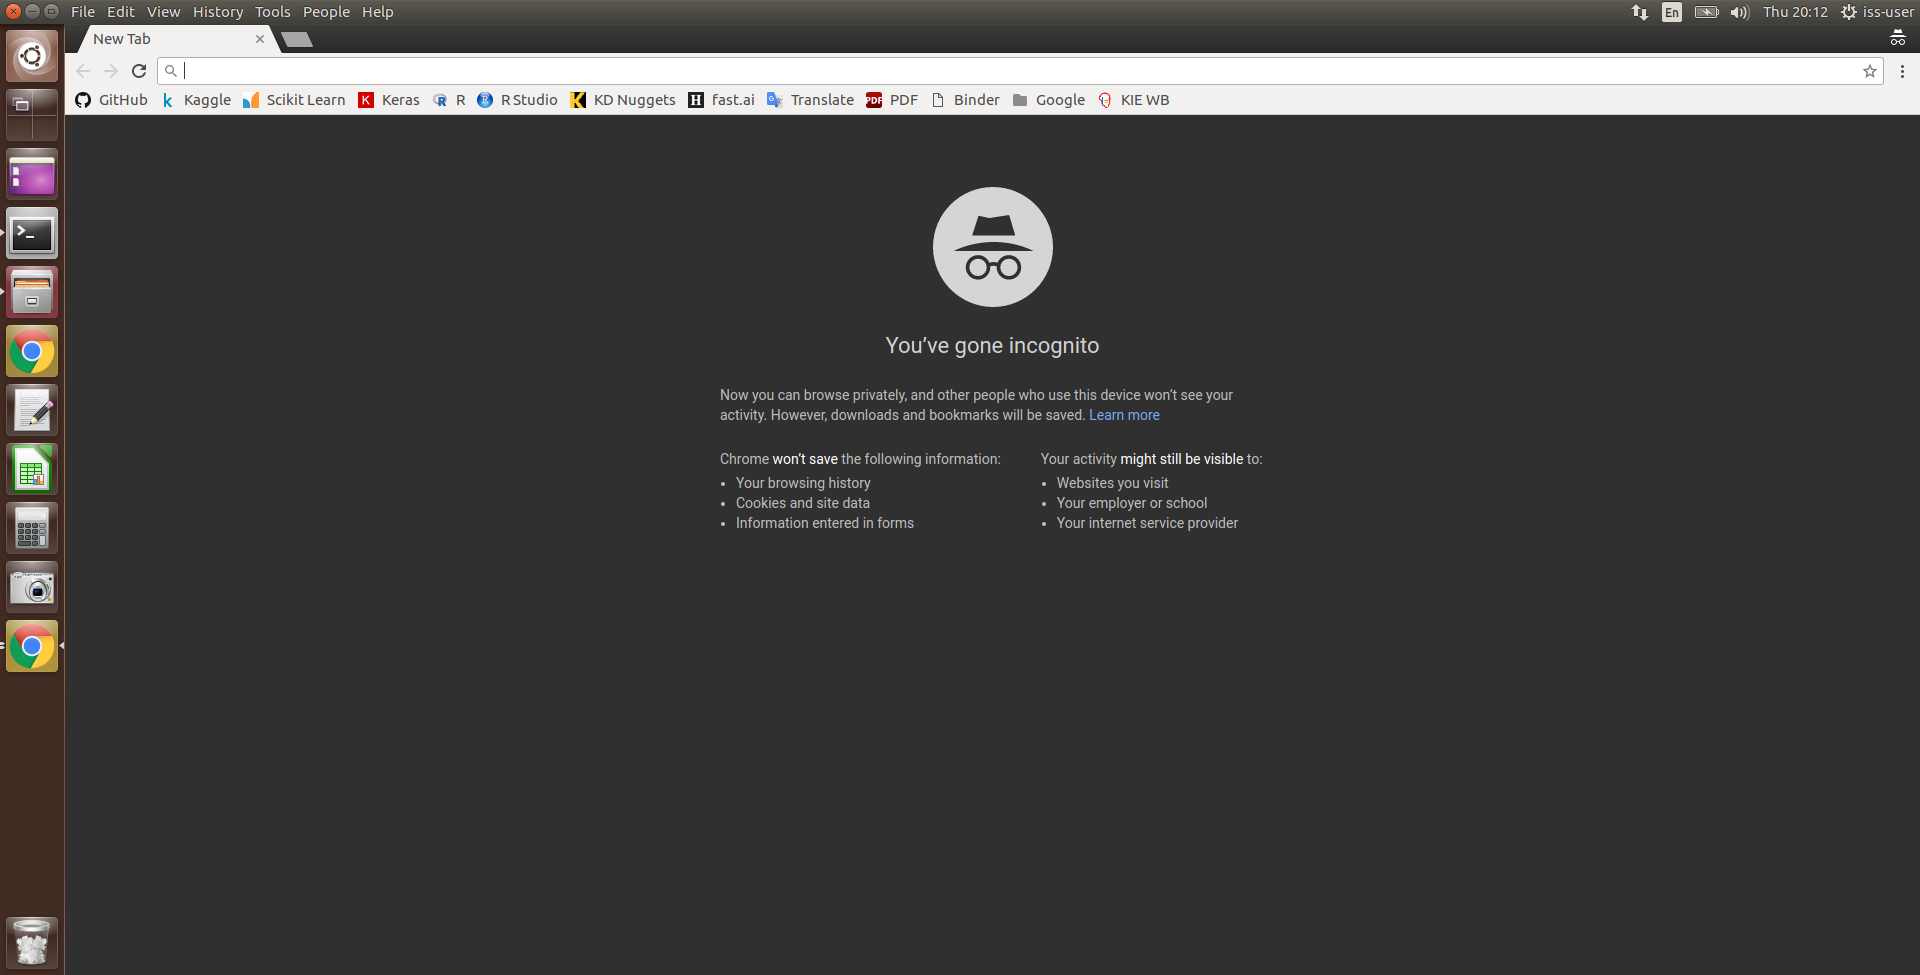 File Edit View History Tools People Help
En
Thu 20:12
iss-user
New Tab
GitHub
k Kaggle
Scikit Learn
K Keras
R R
R RStudio
K KD Nuggets
H fast.ai
G Translate
PDF PDF
Binder
Google
KIE WB
You've gone incognito
Now you can browse privately, and other people who use this device won't see your
activity. However, downloads and bookmarks will be saved. Learn more
Chrome won't save the following information:
• Your browsing history
• Cookies and site data
• Information entered in forms
Your activity might still be visible to:
• Websites you visit
• Your employer or school
• Your internet service provider
>_